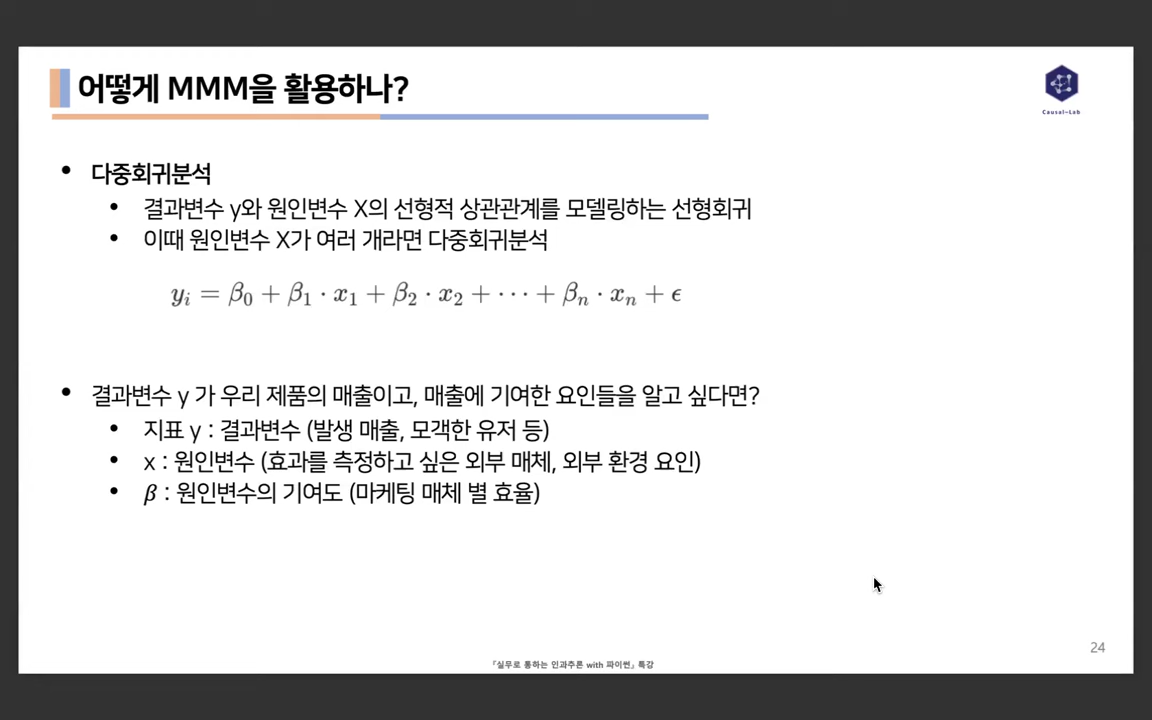 어떻게 MMM을 활용하나?
Causal-Lab
• 다중회귀분석
• 결과변수 y와 원인변수 X의 선형적 상관관계를 모델링하는 선형회귀
• 이때 원인변수 X가 여러 개라면 다중회귀분석
yᵢ = β₀ + β₁ · x₁ + β₂ · x₂ + · · · + βₙ · xₙ + ϵ
• 결과변수 y 가 우리 제품의 매출이고, 매출에 기여한 요인들을 알고 싶다면?
• 지표 y : 결과변수 (발생 매출, 모객한 유저 등)
• x : 원인변수 (효과를 측정하고 싶은 외부 매체, 외부 환경 요인)
• β : 원인변수의 기여도 (마케팅 매체 별 효율)
24
『실무로 통하는 인과추론 with 파이썬』 특강